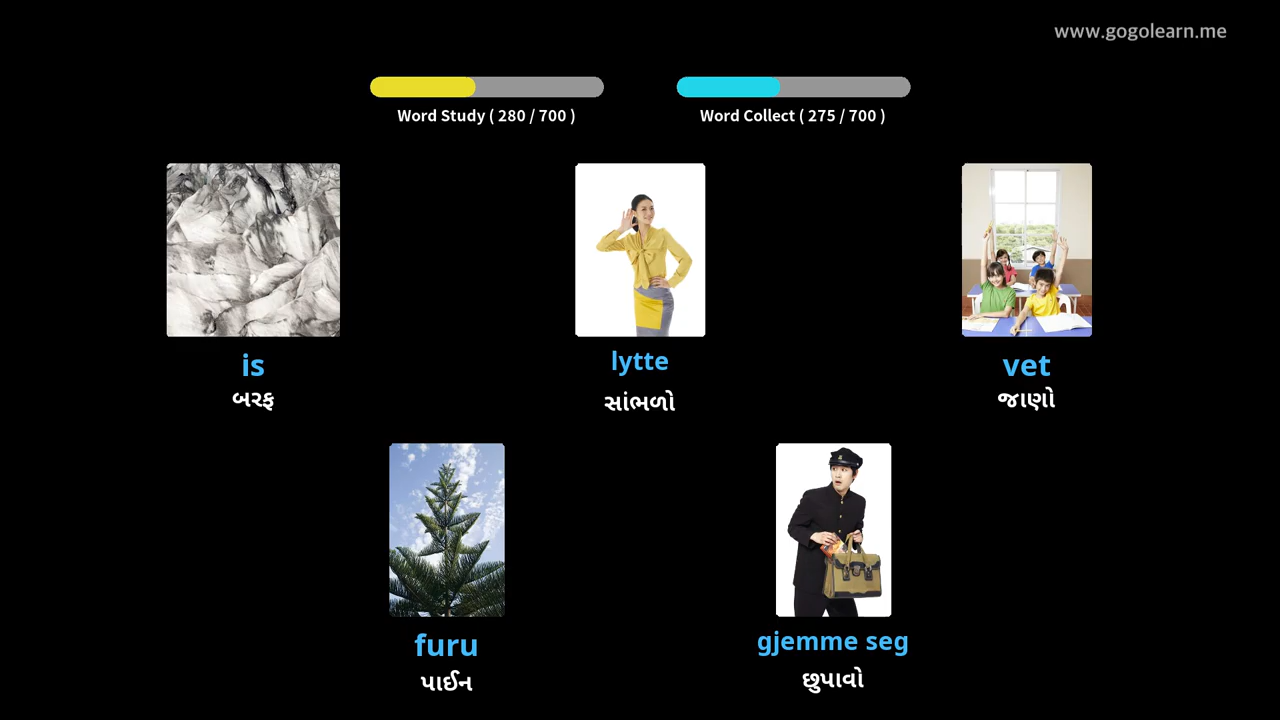 www.gogolearn.me
Word Study ( 280 / 700 )
Word Collect ( 275 / 700 )
is
બરફ
lytte
સાંભળો
vet
જાણો
furu
પાઈન
gjemme seg
છુપાવો